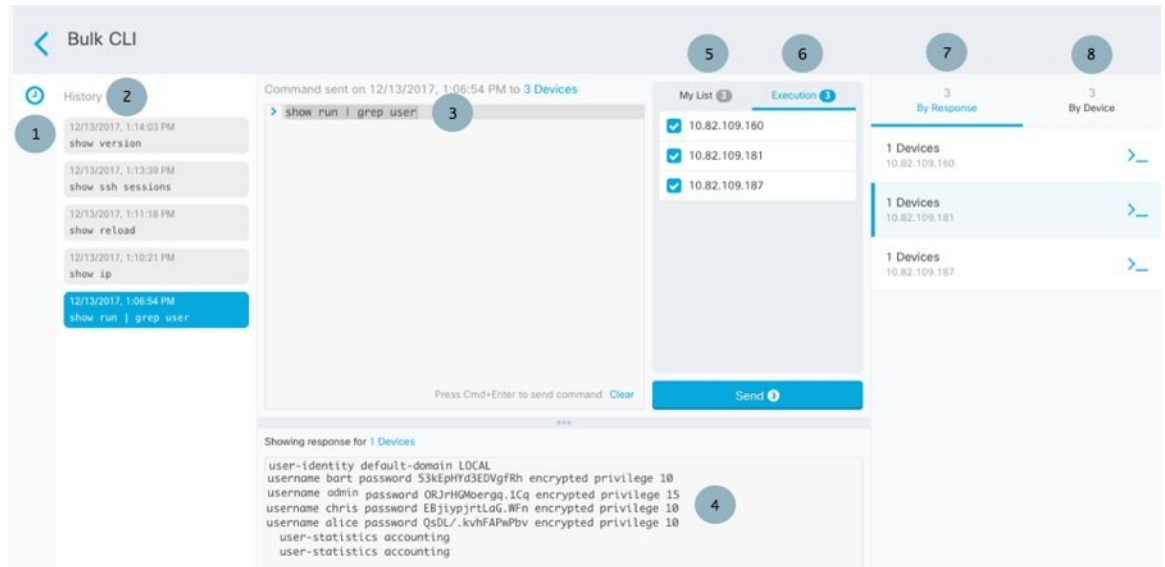 Bulk CLI
5
6
7
8
1
History 2
12/13/2017, 1:14:03 PM
show version
12/13/2017, 1:13:39 PM
show ssh sessions
12/13/2017, 1:11:18 PM
show reload
12/13/2017, 1:10:21 PM
show ip
12/13/2017, 1:06:54 PM
show run | grep user
Command sent on 12/13/2017, 1:06:54 PM to 3 Devices
> show run | grep user 3
Press Cmd+Enter to send command Clear
My List 3 Execution 3
10.82.109.160
10.82.109.181
10.82.109.187
Send 3
3
By Response
3
By Device
1 Devices
10.82.109.160
>_
1 Devices
10.82.109.181
>_
1 Devices
10.82.109.187
>_
Showing response for 1 Devices
user-identity default-domain LOCAL
username bart password 53kEpHYd3EDVgfRh encrypted privilege 10
username admin password ORJrHGMoergq.1Cq encrypted privilege 15
username chris password EBjiypjrtLaG.WFn encrypted privilege 10
username alice password QsDL/.kvhFAPwPbv encrypted privilege 10
user-statistics accounting
user-statistics accounting
4